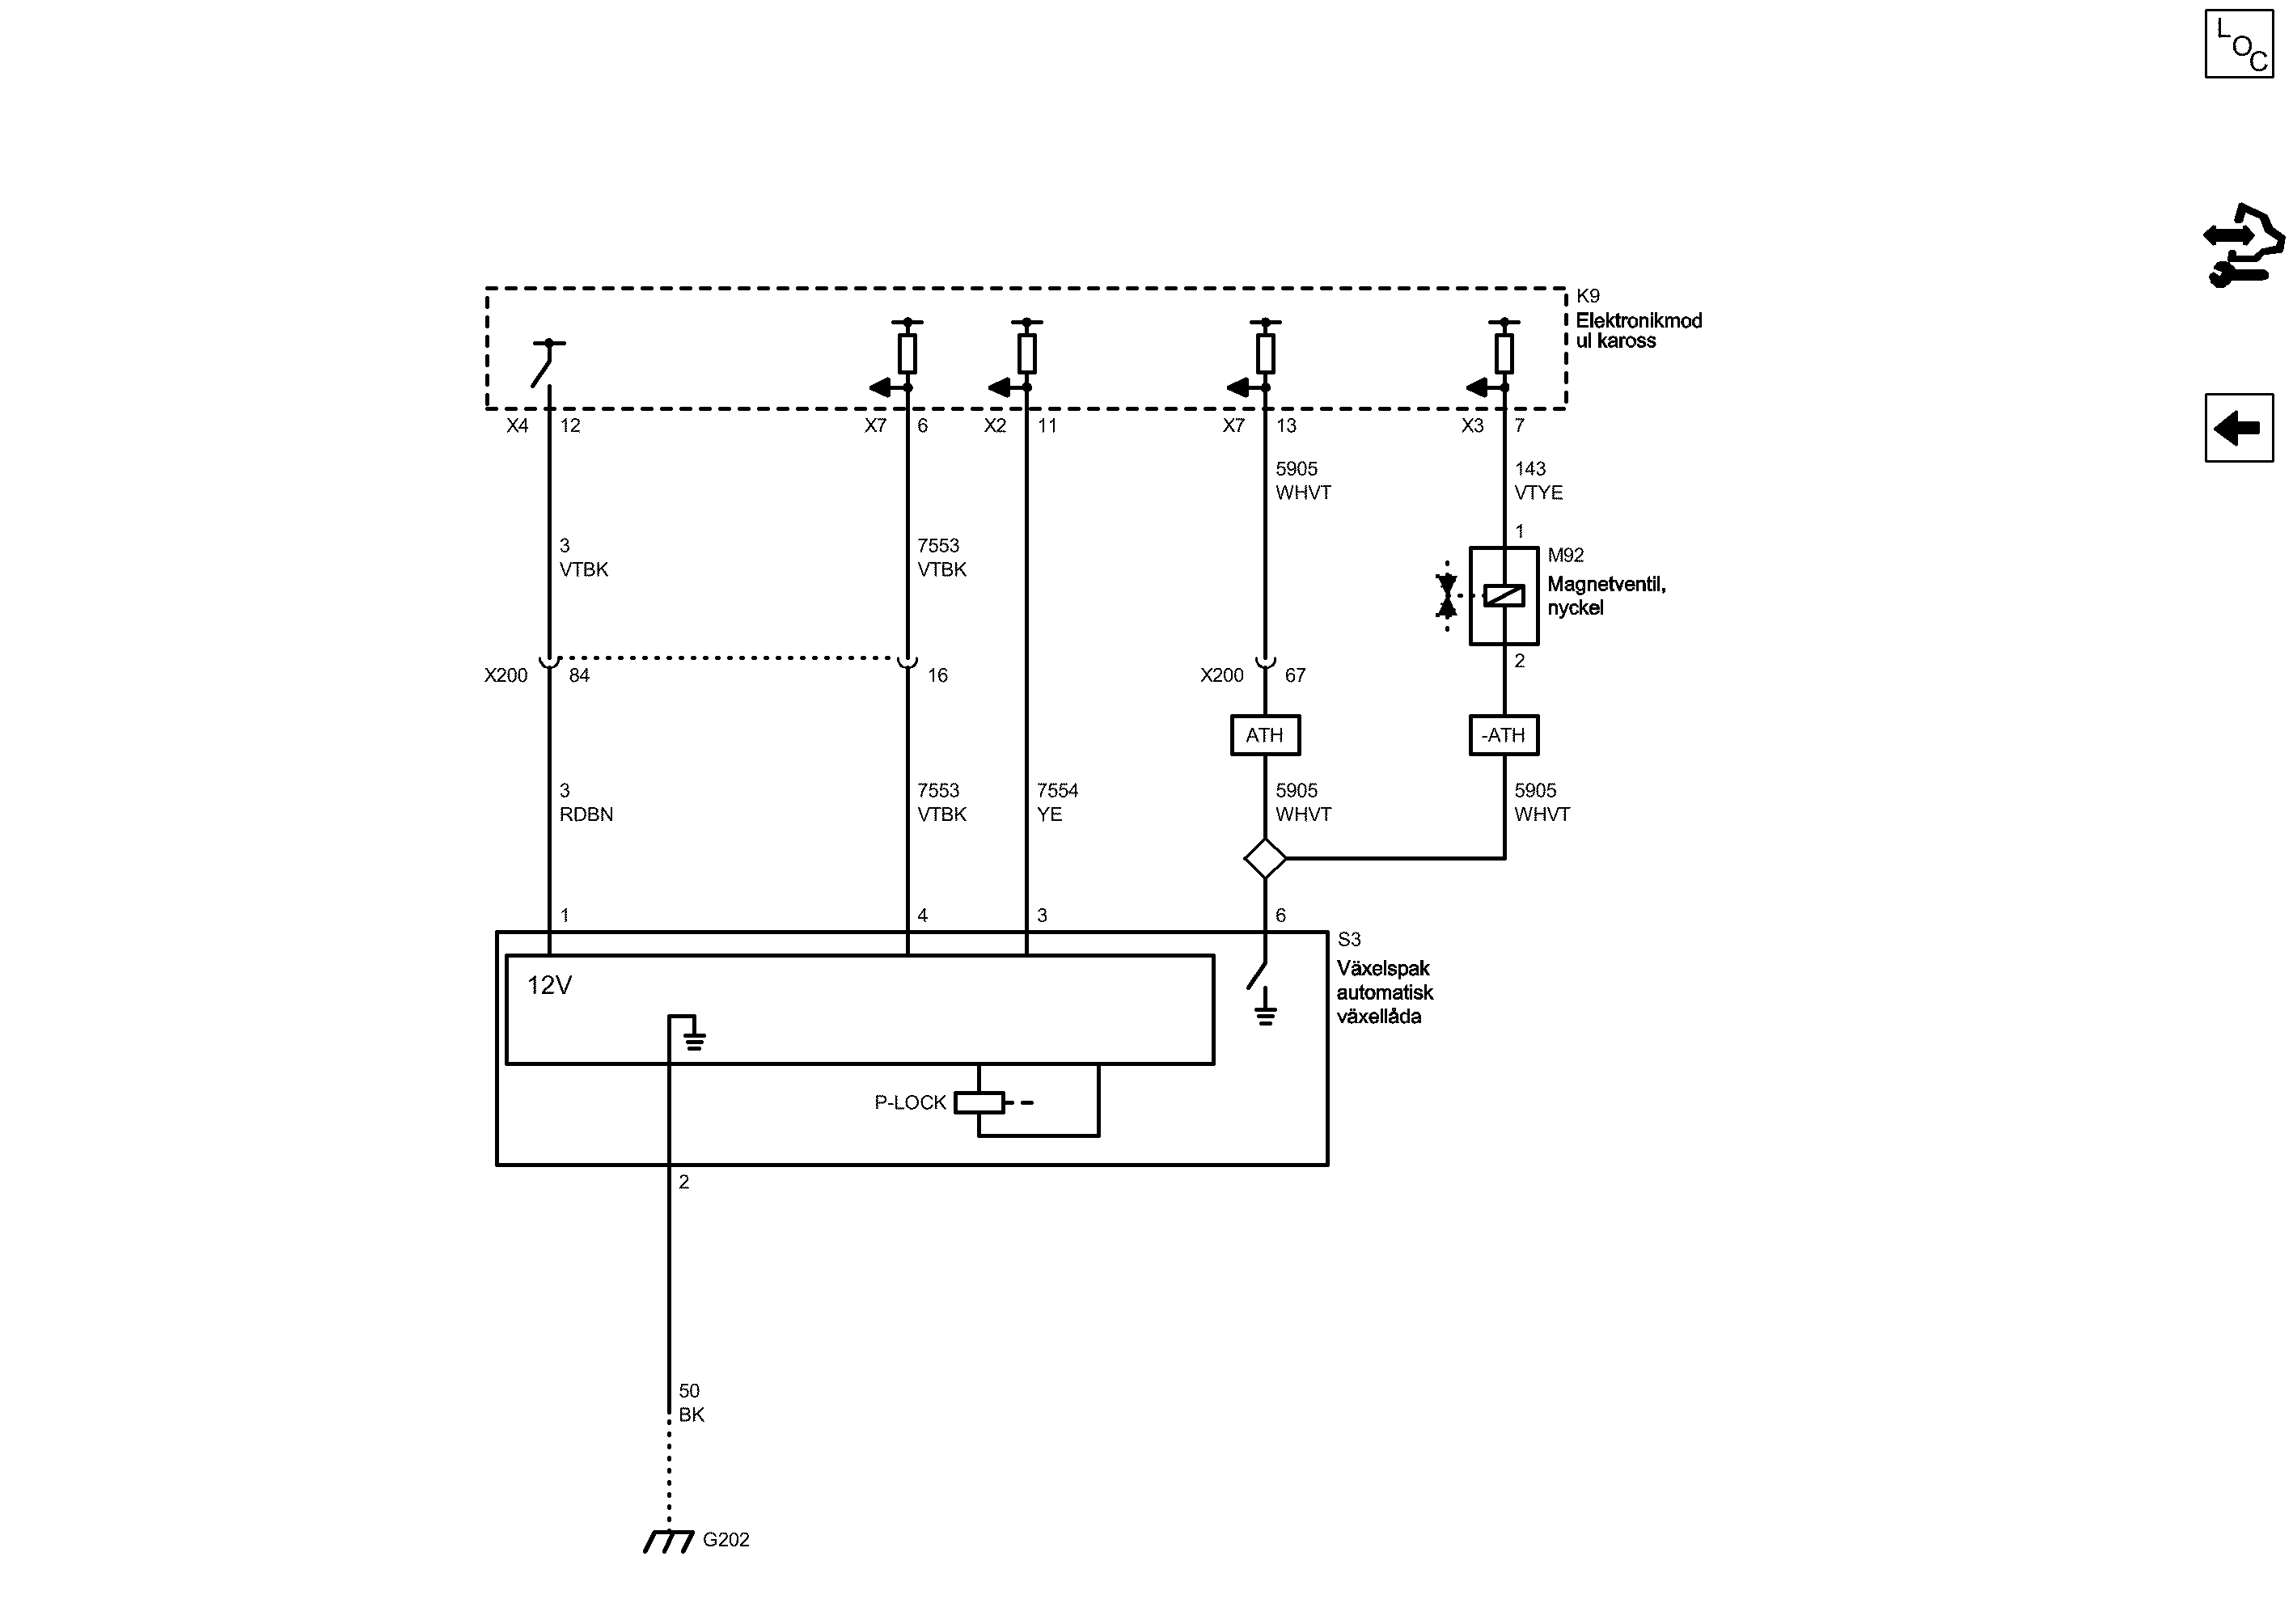 LOC
K9
Elektronikmod
ul kaross
X4 12 X7 6 X2 11 X7 13 X3 7
5905 143
WHVT VTYE
1
3 7553 M92
VTBK VTBK Magnetventil,
nyckel
2
X200 84 16 X200 67
ATH -ATH
3 7553 7554 5905 5905
RDBN VTBK YE WHVT WHVT
1 4 3 6
S3
12V Växelspak
automatisk
växellåda
P-LOCK
2
50
BK
G202